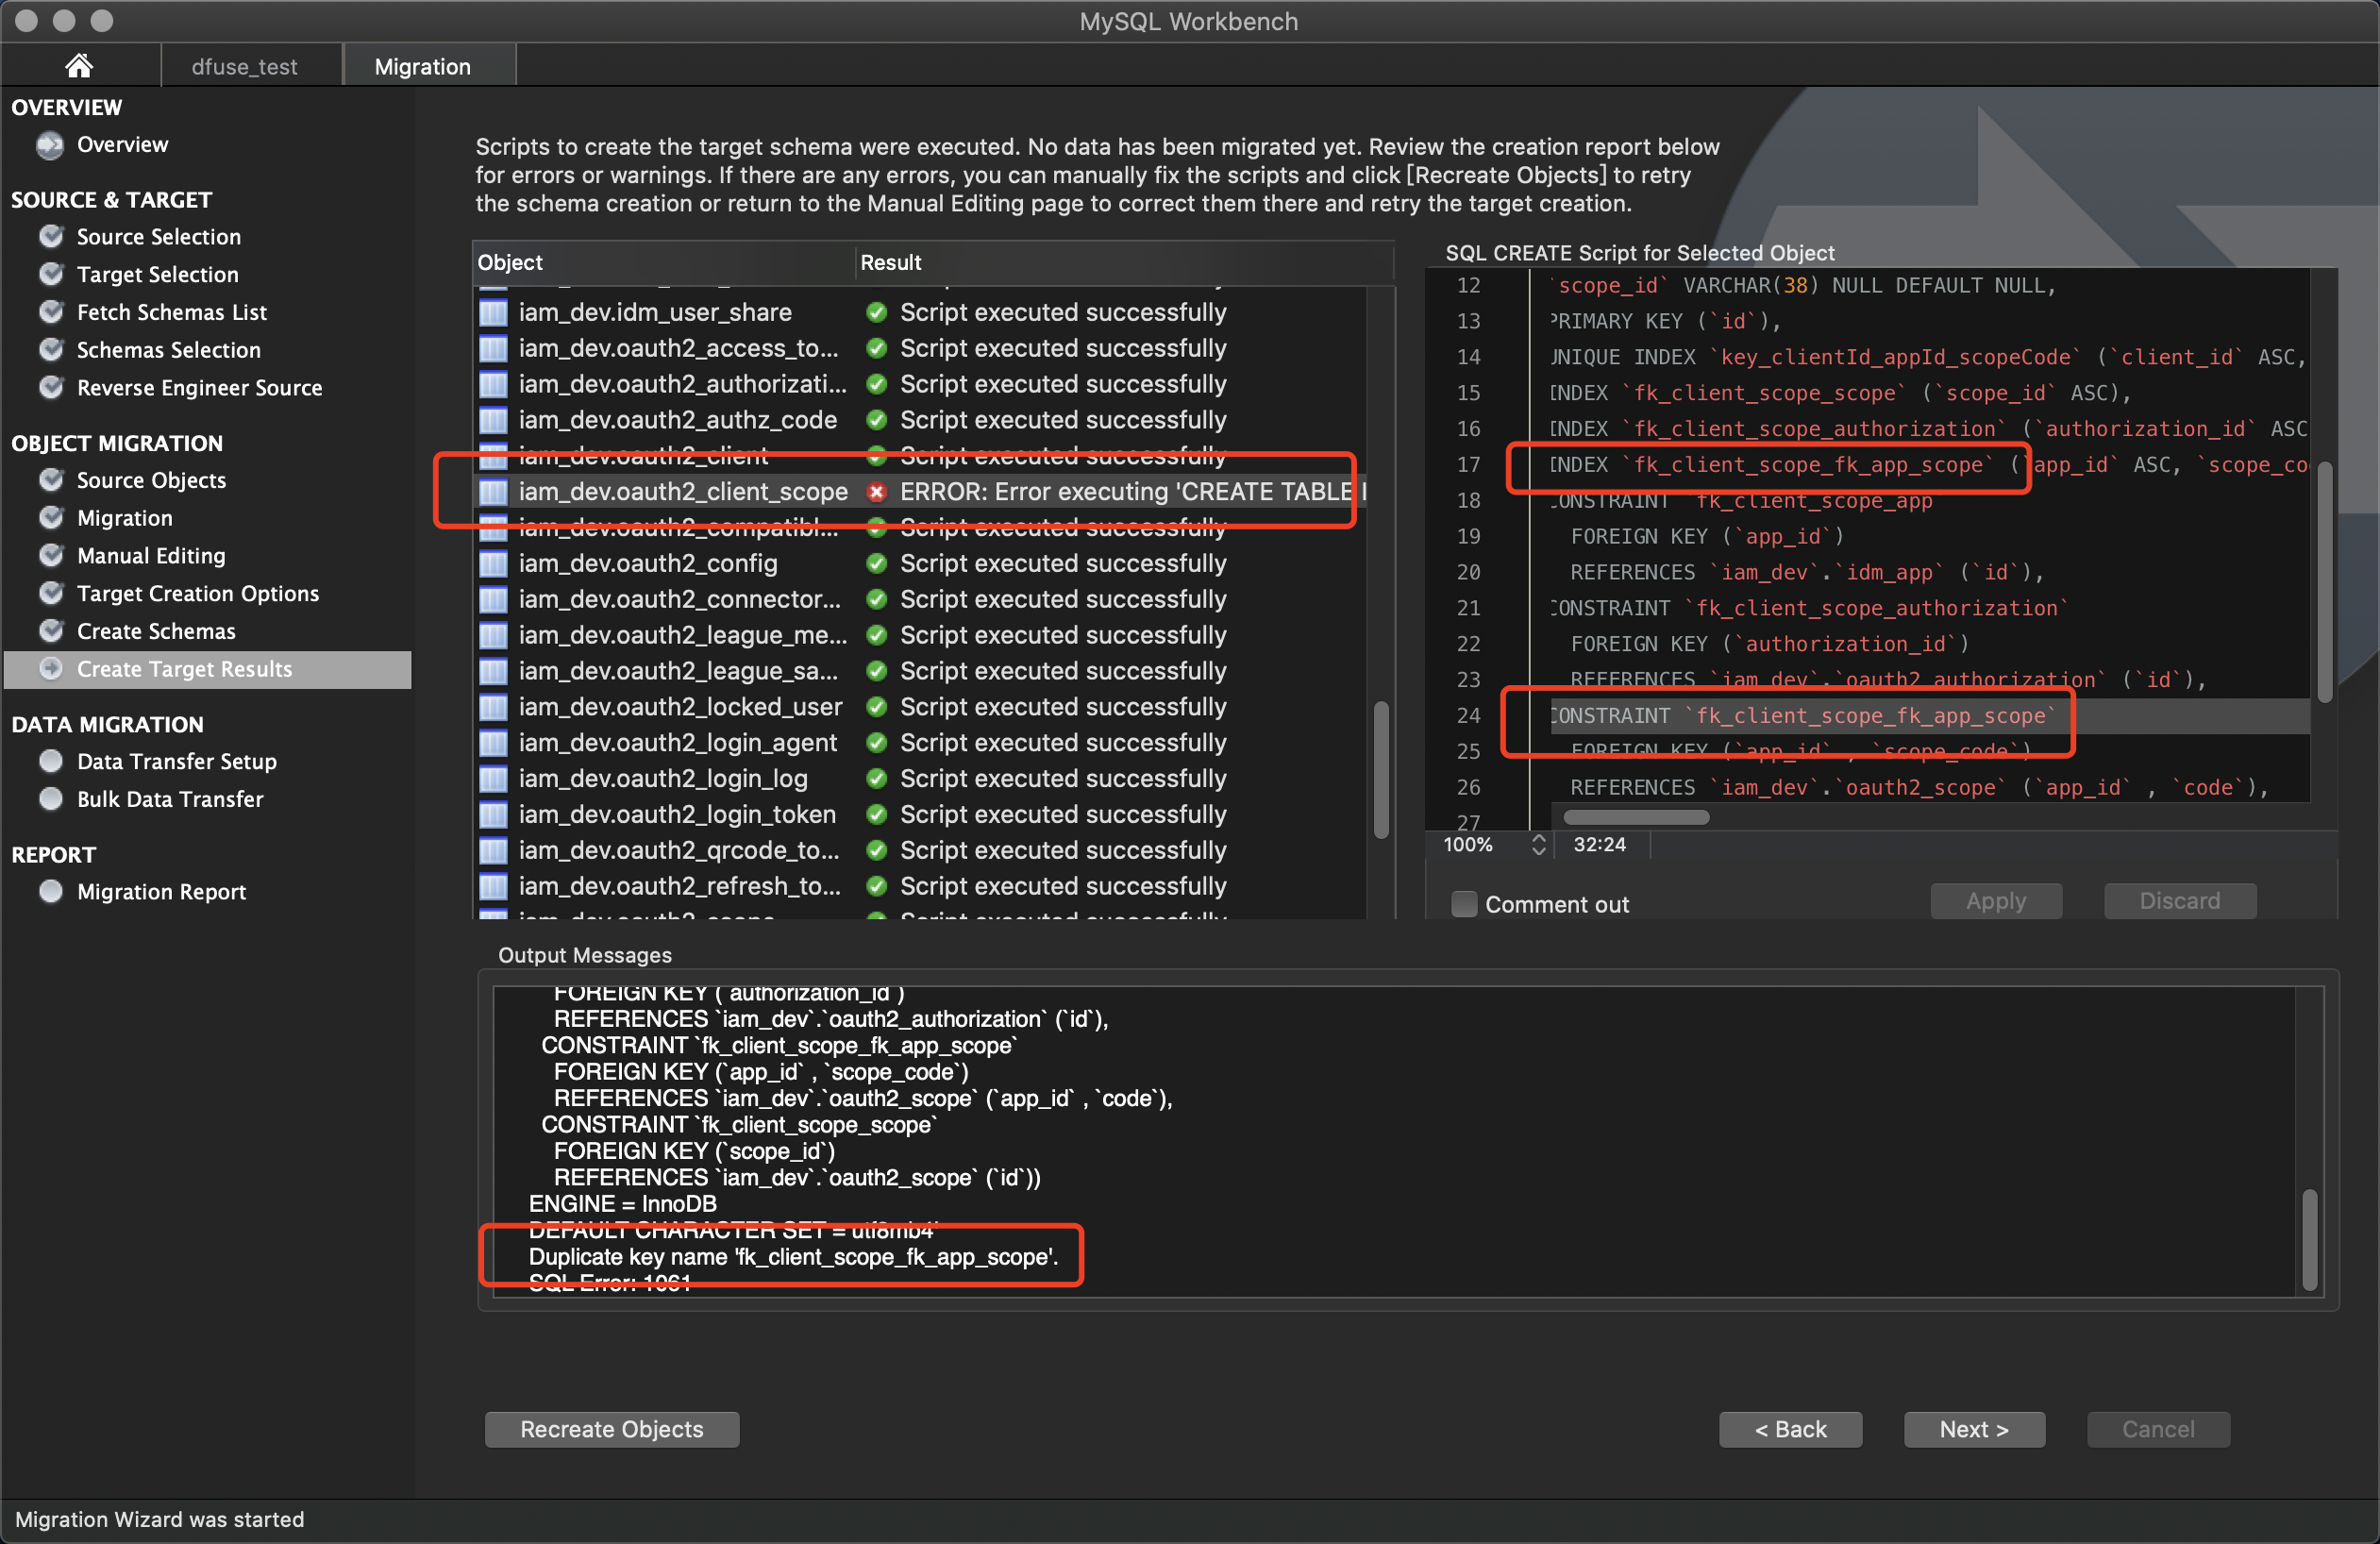 MySQL Workbench
dfuse_test
Migration
OVERVIEW
Overview
SOURCE & TARGET
Source Selection
Target Selection
Fetch Schemas List
Schemas Selection
Reverse Engineer Source
OBJECT MIGRATION
Source Objects
Migration
Manual Editing
Target Creation Options
Create Schemas
Create Target Results
DATA MIGRATION
Data Transfer Setup
Bulk Data Transfer
REPORT
Migration Report
Scripts to create the target schema were executed. No data has been migrated yet. Review the creation report below
for errors or warnings. If there are any errors, you can manually fix the scripts and click [Recreate Objects] to retry
the schema creation or return to the Manual Editing page to correct them there and retry the target creation.
Object Result
iam_dev.idm_user_share Script executed successfully
iam_dev.oauth2_access_to... Script executed successfully
iam_dev.oauth2_authorizati... Script executed successfully
iam_dev.oauth2_authz_code Script executed successfully
iam_dev.oauth2_client Script executed successfully
iam_dev.oauth2_client_scope ERROR: Error executing 'CREATE TABLE I
iam_dev.oauth2_compatibl... Script executed successfully
iam_dev.oauth2_config Script executed successfully
iam_dev.oauth2_connector... Script executed successfully
iam_dev.oauth2_league_me... Script executed successfully
iam_dev.oauth2_league_sa... Script executed successfully
iam_dev.oauth2_locked_user Script executed successfully
iam_dev.oauth2_login_agent Script executed successfully
iam_dev.oauth2_login_log Script executed successfully
iam_dev.oauth2_login_token Script executed successfully
iam_dev.oauth2_qrcode_to... Script executed successfully
iam_dev.oauth2_refresh_to... Script executed successfully
iam_dev.oauth2_scope Script executed successfully
SQL CREATE Script for Selected Object
12 `scope_id` VARCHAR(38) NULL DEFAULT NULL,
13 PRIMARY KEY (`id`),
14 UNIQUE INDEX `key_clientId_appId_scopeCode` (`client_id` ASC,
15 INDEX `fk_client_scope_scope` (`scope_id` ASC),
16 INDEX `fk_client_scope_authorization` (`authorization_id` ASC
17 INDEX `fk_client_scope_fk_app_scope` (`app_id` ASC, `scope_co
18 CONSTRAINT `fk_client_scope_app`
19 FOREIGN KEY (`app_id`)
20 REFERENCES `iam_dev`.`idm_app` (`id`),
21 CONSTRAINT `fk_client_scope_authorization`
22 FOREIGN KEY (`authorization_id`)
23 REFERENCES `iam_dev`.`oauth2_authorization` (`id`),
24 CONSTRAINT `fk_client_scope_fk_app_scope`
25 FOREIGN KEY (`app_id` , `scope_code`)
26 REFERENCES `iam_dev`.`oauth2_scope` (`app_id` , `code`),
27
100% 32:24
Comment out Apply Discard
Output Messages
FOREIGN KEY (`authorization_id`)
REFERENCES `iam_dev`.`oauth2_authorization` (`id`),
CONSTRAINT `fk_client_scope_fk_app_scope`
FOREIGN KEY (`app_id` , `scope_code`)
REFERENCES `iam_dev`.`oauth2_scope` (`app_id` , `code`),
CONSTRAINT `fk_client_scope_scope`
FOREIGN KEY (`scope_id`)
REFERENCES `iam_dev`.`oauth2_scope` (`id`))
ENGINE = InnoDB
DEFAULT CHARACTER SET = utf8mb4'
Duplicate key name 'fk_client_scope_fk_app_scope'.
SQL Error: 1061
Recreate Objects < Back Next > Cancel
Migration Wizard was started